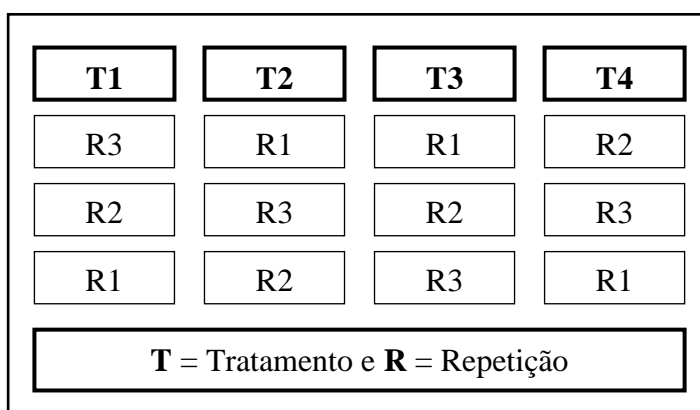 T1 T2 T3 T4
R3 R1 R1 R2
R2 R3 R2 R3
R1 R2 R3 R1
T = Tratamento e R = Repetição